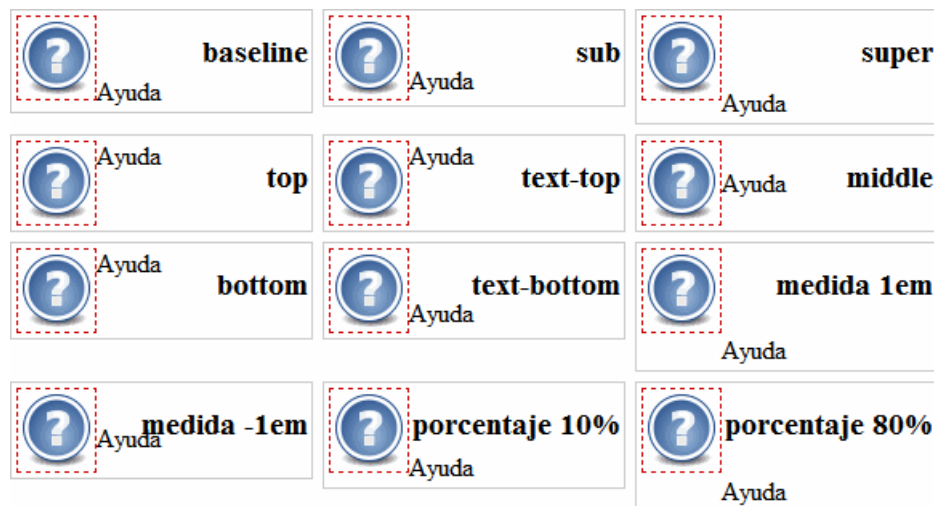 baseline
Ayuda
sub
Ayuda
super
Ayuda
Ayuda
top
Ayuda
text-top
Ayuda
middle
Ayuda
bottom
text-bottom
Ayuda
medida 1em
Ayuda
medida -1em
Ayuda
porcentaje 10%
Ayuda
porcentaje 80%
Ayuda